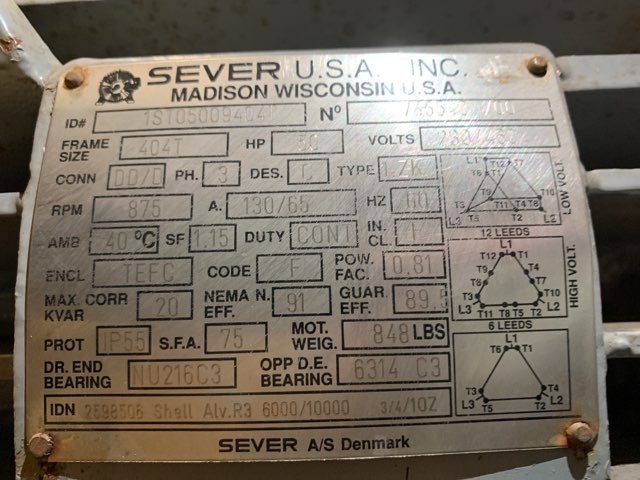 SEVER U.S.A. INC.
MADISON WISCONSIN U.S.A.
ID# Nº
FRAME SIZE 404T HP 50 VOLTS
CONN DD/D PH. 3 DES. TYPE 1.ZK
RPM 875 A. 130/65 HZ
AMB 40 °C SF 1.15 DUTY CONT IN. CL. F
ENCL TEFC CODE F POW. FAC. 0.81
MAX. CORR KVAR 20 NEMA N. EFF. 91 GUAR. EFF. 89.5
PROT IP55 S.F.A. 75 MOT. WEIG. 848 LBS
DR. END BEARING NU216C3 OPP D.E. BEARING 6314 C3
IDN 2698506 Shell Alv.R3 6000/10000 3/4/10Z
SEVER A/S Denmark
L1 T12 T7
T6 T1
T9 T10
T3 T11 T4 T8
L3 T5 T2 L2
LOW VOLT.
12 LEEDS
L1
T12 T1
T6 T4
T9 T7
T3 T10
L3 T11 T8 T5 T2 L2
HIGH VOLT.
6 LEEDS
L1
T6 T1
T3 T4
L3 T5 T2 L2